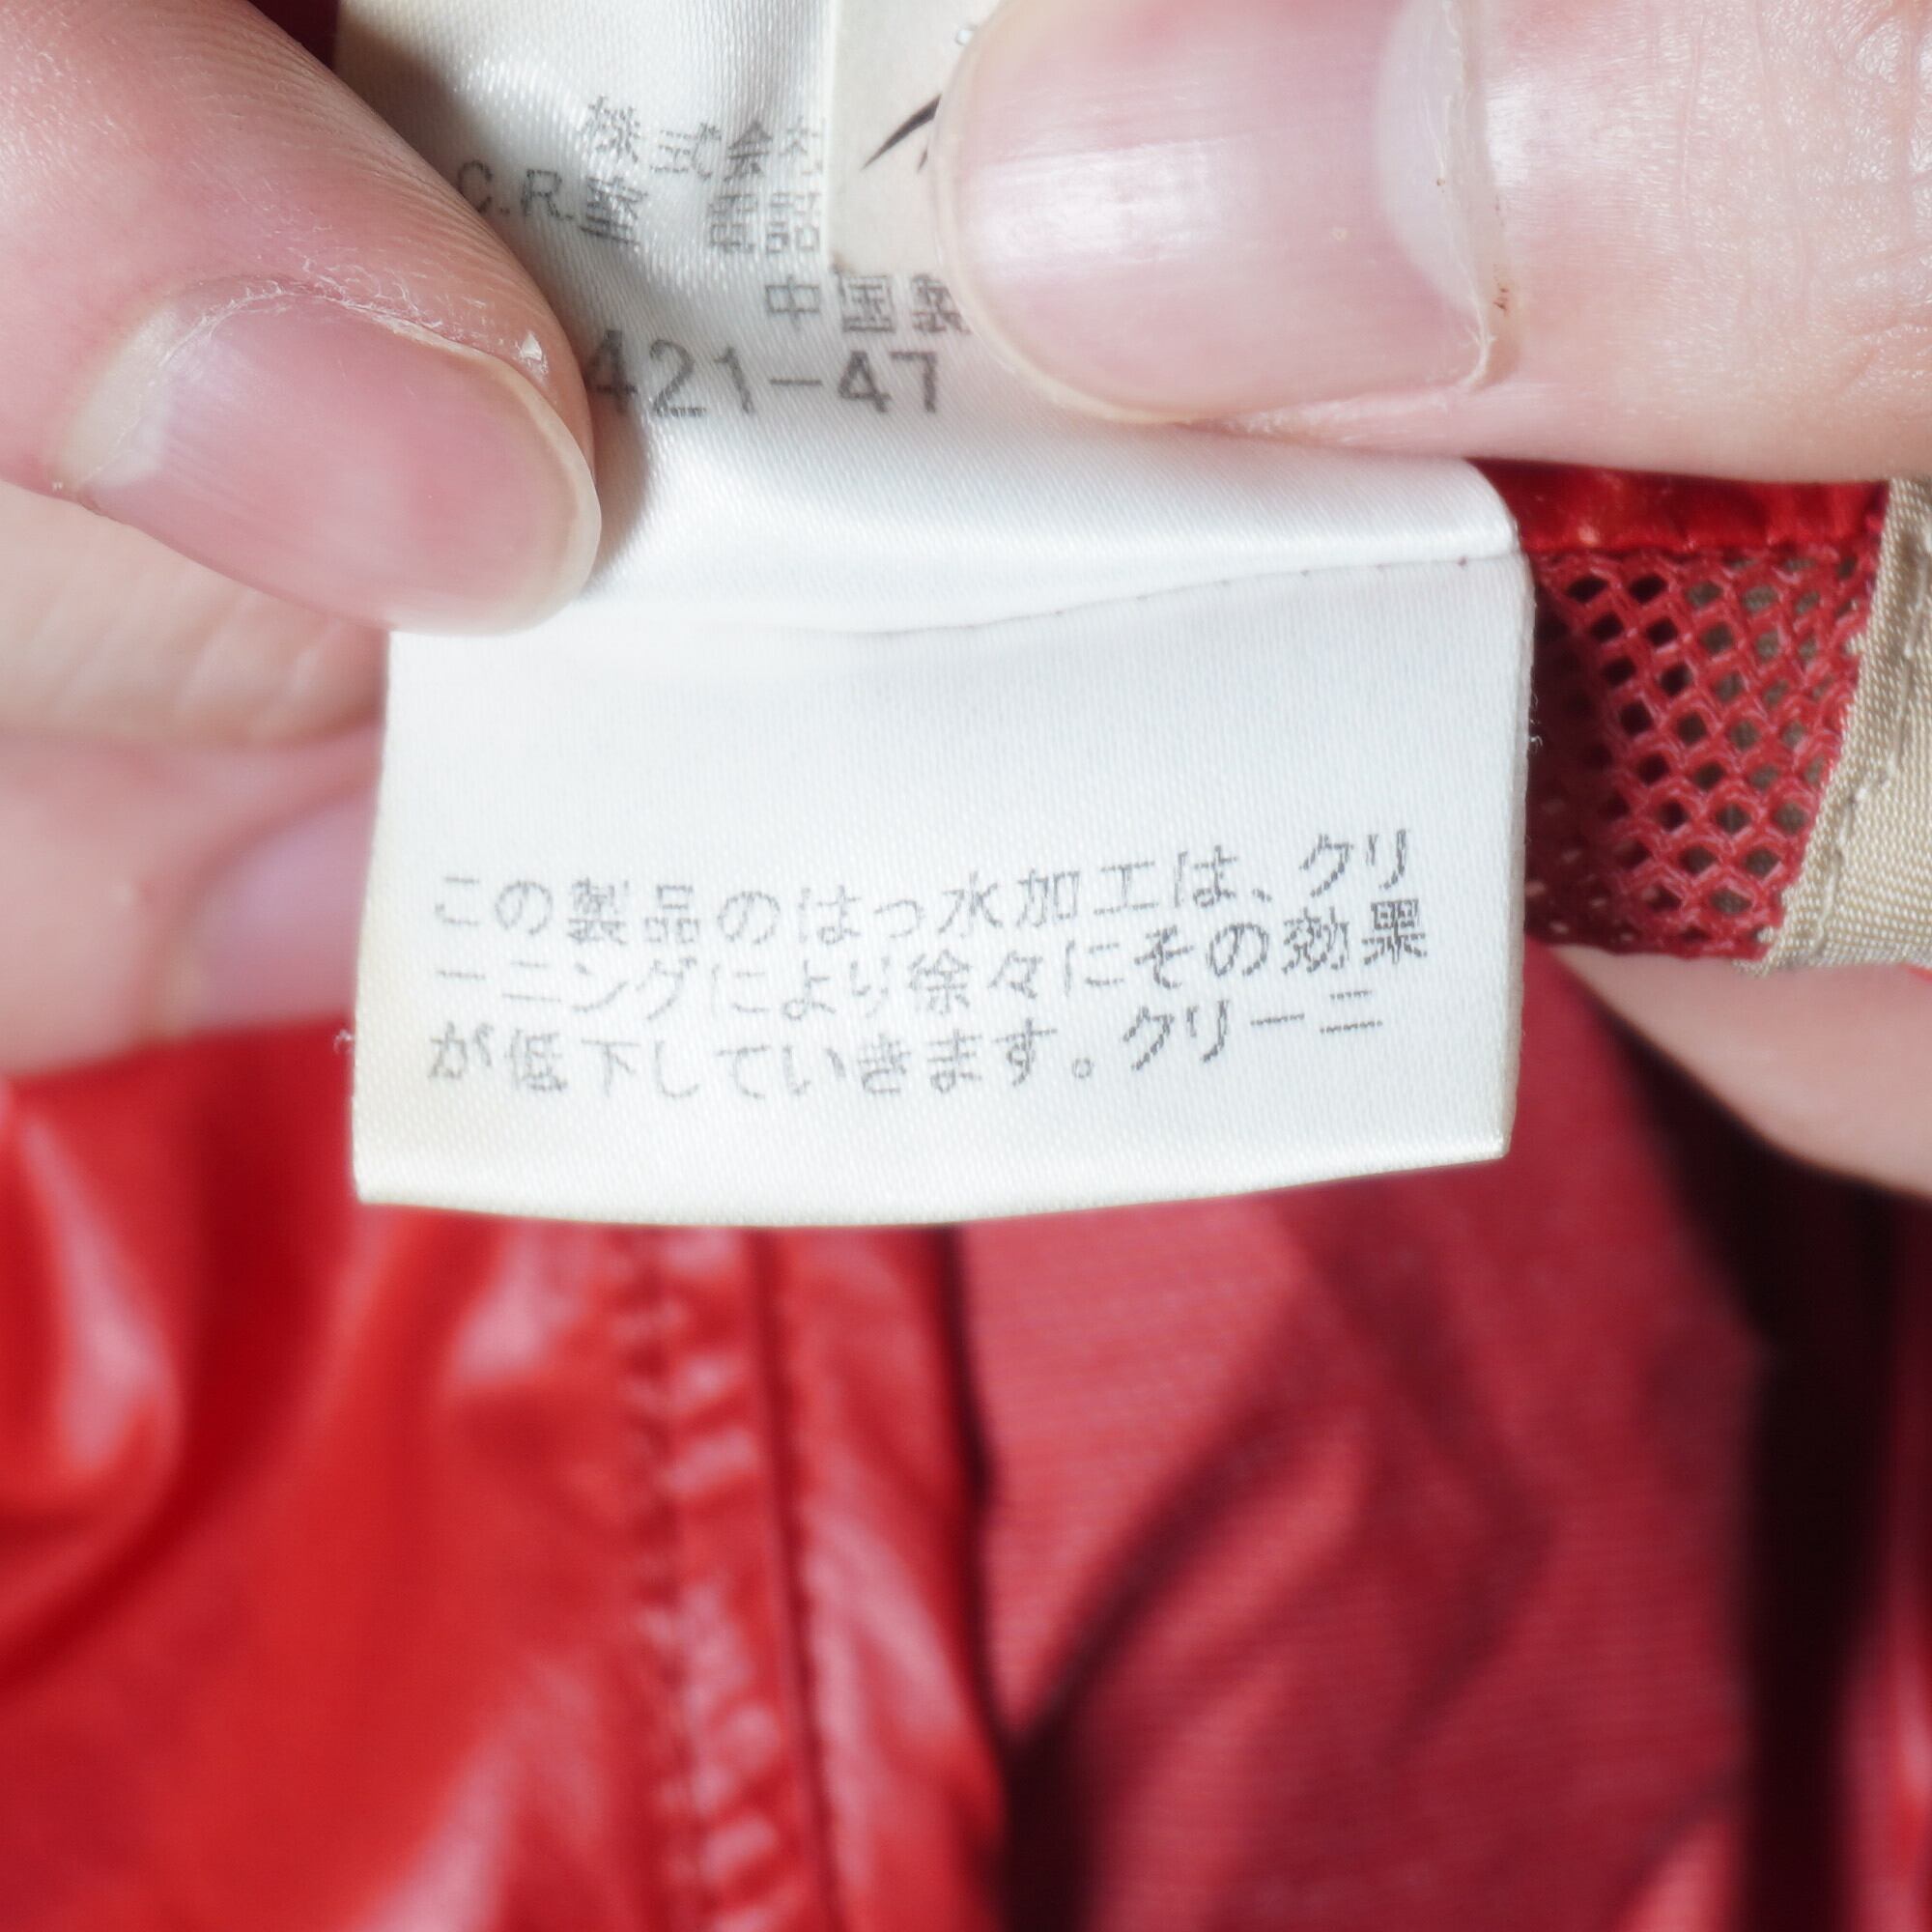 株式会社
C.R.室 電話
中国製
421-47
この製品のはっ水加工は、クリ
ーニングにより徐々にその効果
が低下していきます。クリーニ